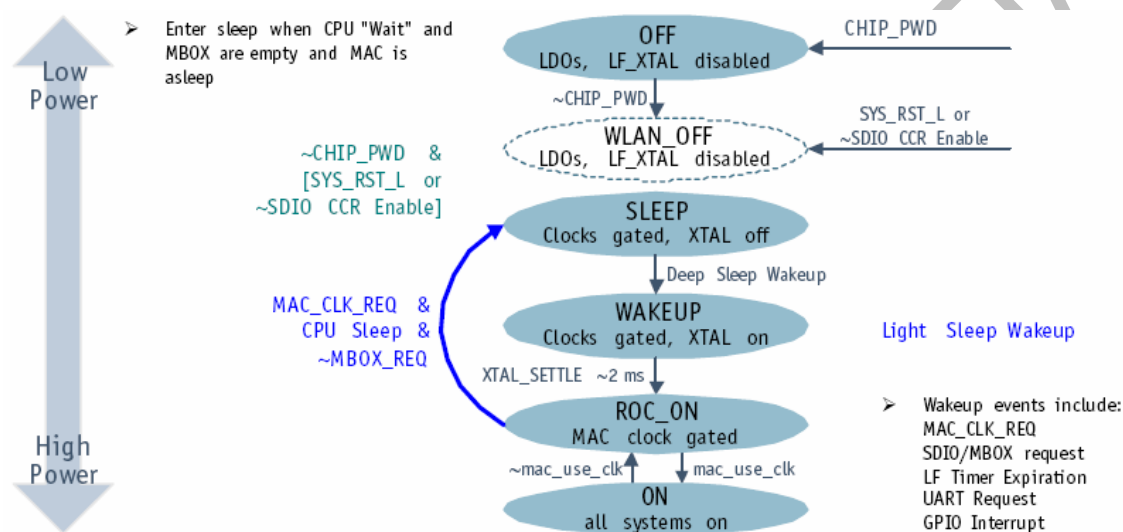 Low
Power
High
Power
➢ Enter sleep when CPU "Wait" and
MBOX are empty and MAC is
asleep
OFF
LDOs, LF_XTAL disabled
CHIP_PWD
~CHIP_PWD
WLAN_OFF
LDOs, LF_XTAL disabled
SYS_RST_L or
~SDIO CCR Enable
~CHIP_PWD &
[SYS_RST_L or
~SDIO CCR Enable]
SLEEP
Clocks gated, XTAL off
Deep Sleep Wakeup
MAC_CLK_REQ &
CPU Sleep &
~MBOX_REQ
WAKEUP
Clocks gated, XTAL on
Light Sleep Wakeup
XTAL_SETTLE ~2 ms
ROC_ON
MAC clock gated
~mac_use_clk
mac_use_clk
ON
all systems on
➢ Wakeup events include:
MAC_CLK_REQ
SDIO/MBOX request
LF Timer Expiration
UART Request
GPIO Interrupt